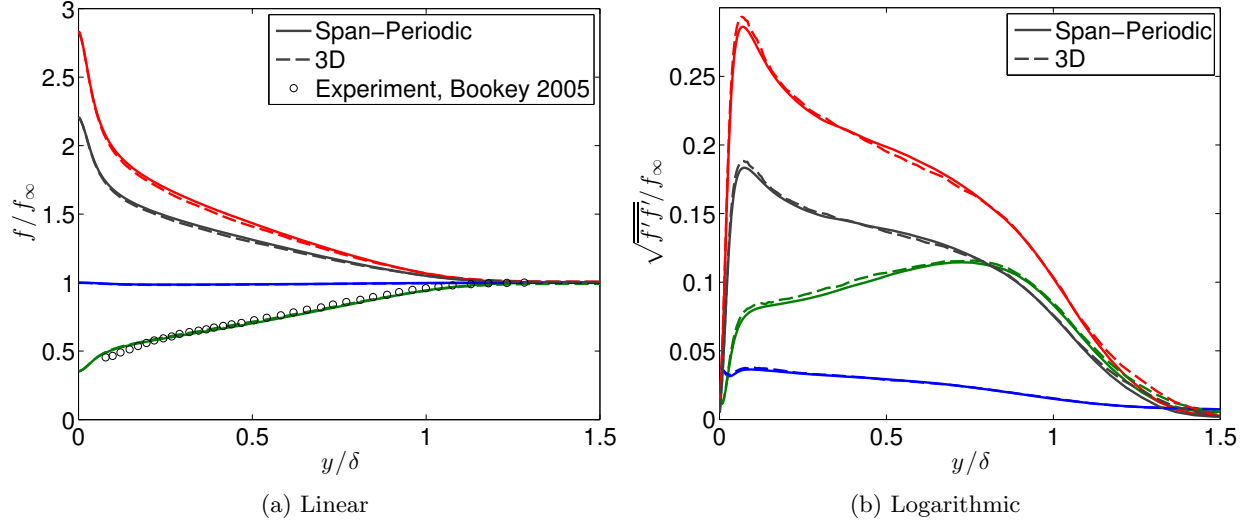 Span-Periodic
3D
Experiment, Bookey 2005
3
2.5
2
1.5
1
0.5
0
0
0.5
1
1.5
f/f∞
y/δ
(a) Linear
Span-Periodic
3D
0.25
0.2
0.15
0.1
0.05
0
0
0.5
1
1.5
√f′f′/f∞
y/δ
(b) Logarithmic